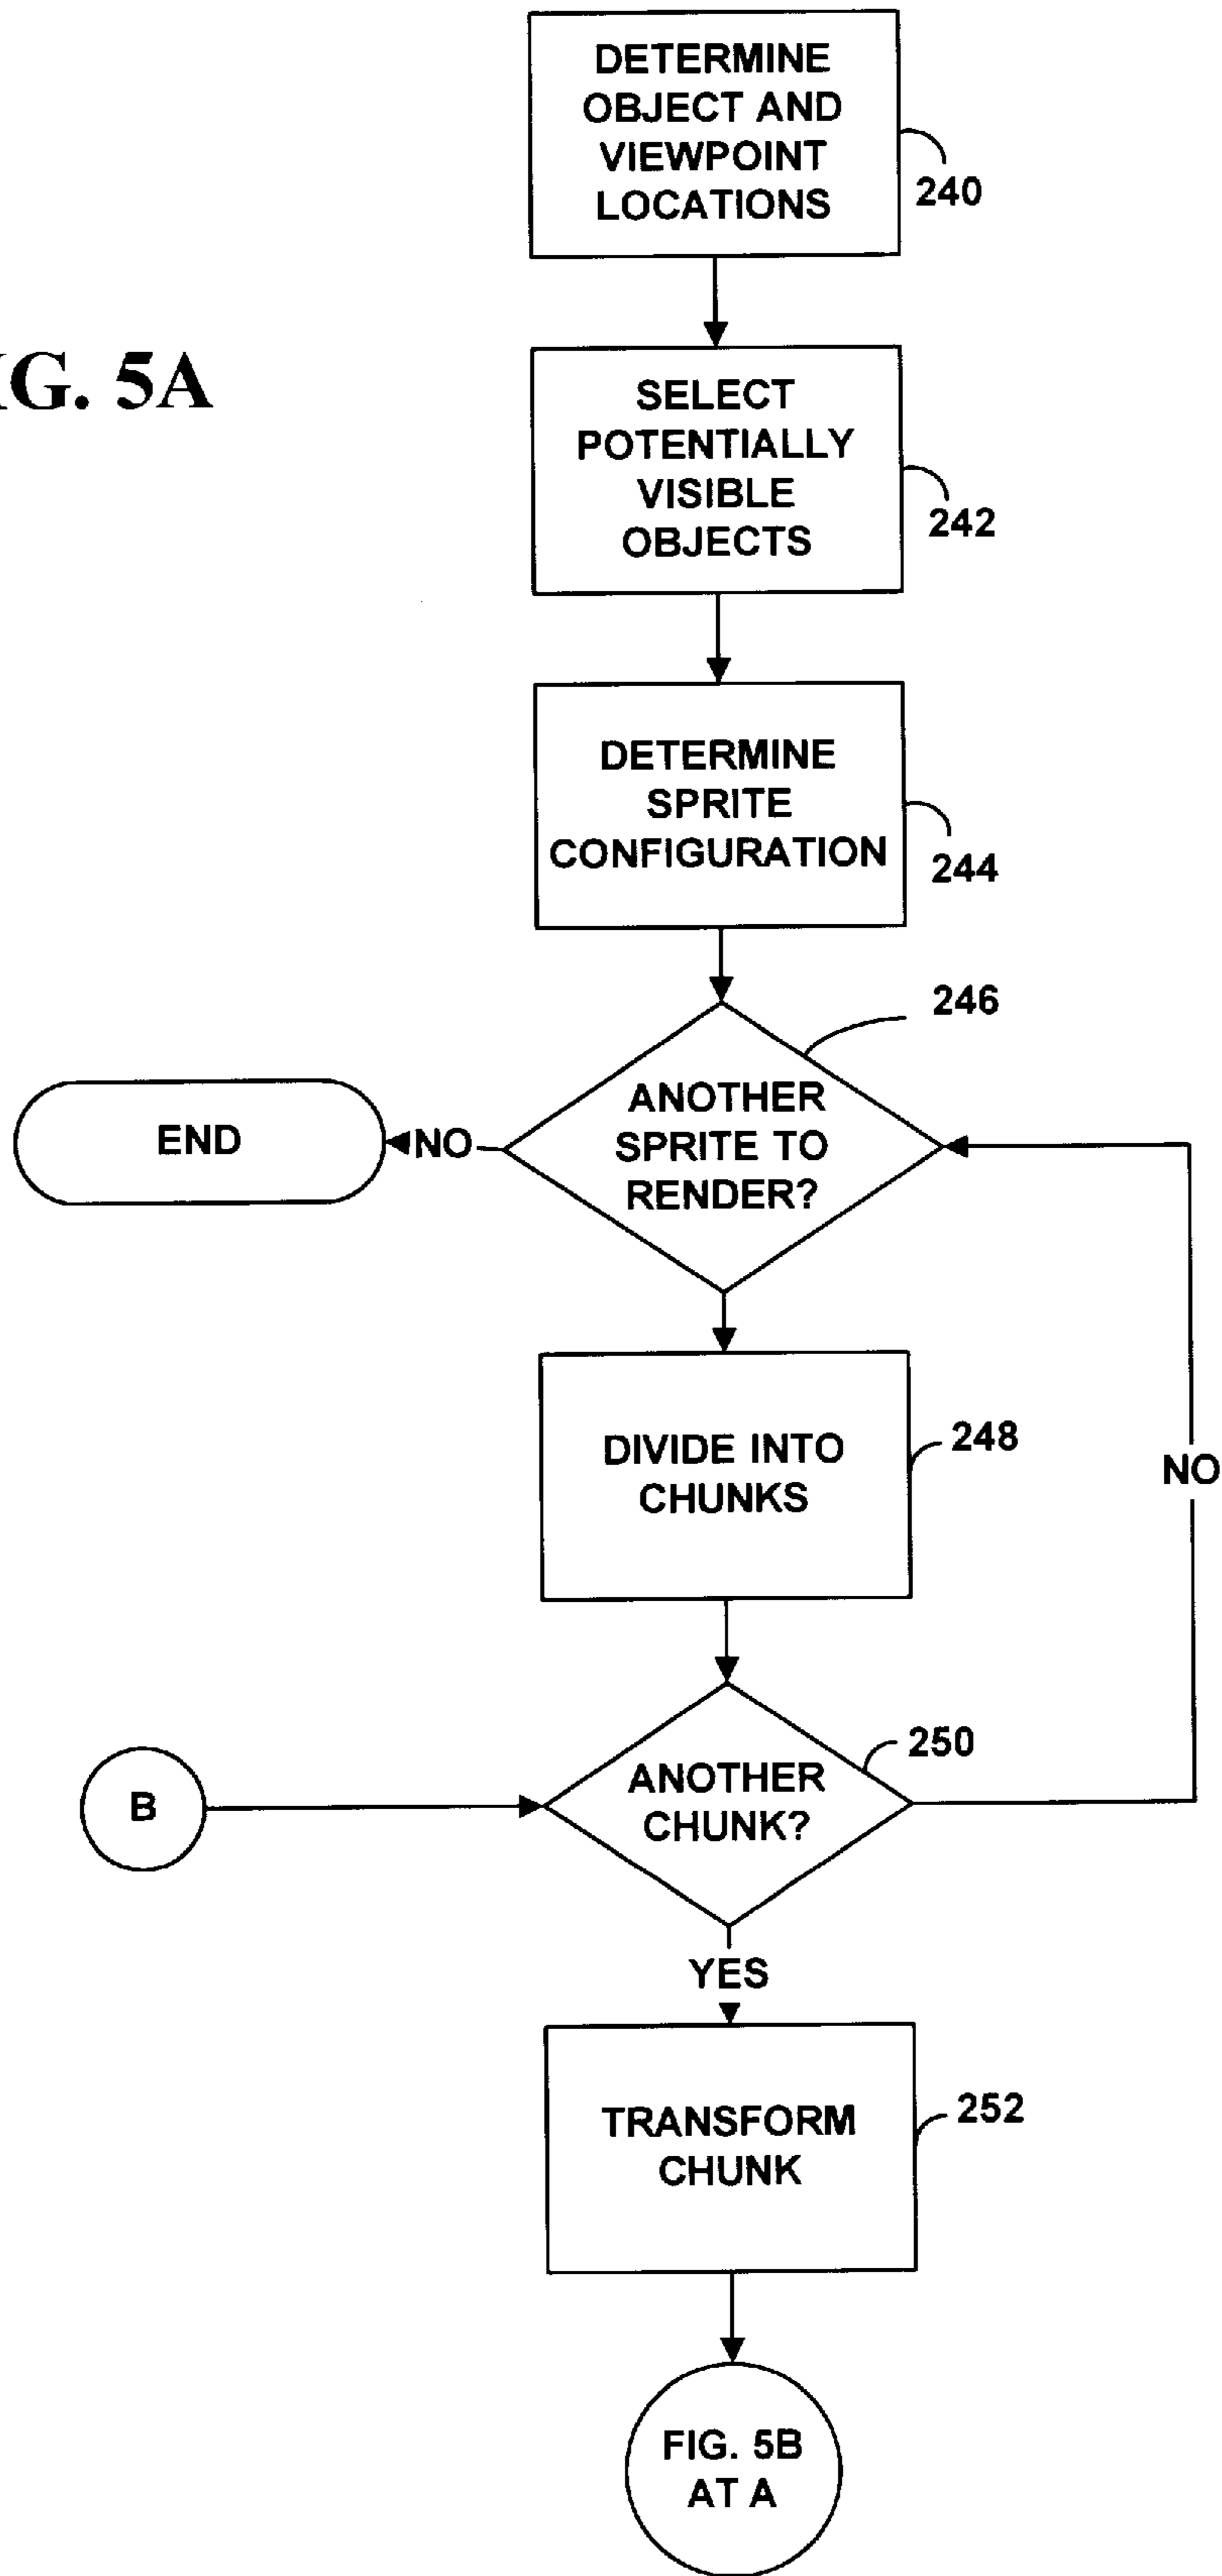 DETERMINE
OBJECT AND
VIEWPOINT
LOCATIONS
240
G. 5A
SELECT
POTENTIALLY
VISIBLE
OBJECTS
242
DETERMINE
SPRITE
CONFIGURATION
244
246
ANOTHER
SPRITE TO
RENDER?
NO
END
DIVIDE INTO
CHUNKS
248
NO
250
ANOTHER
CHUNK?
B
YES
TRANSFORM
CHUNK
252
FIG. 5B
AT A